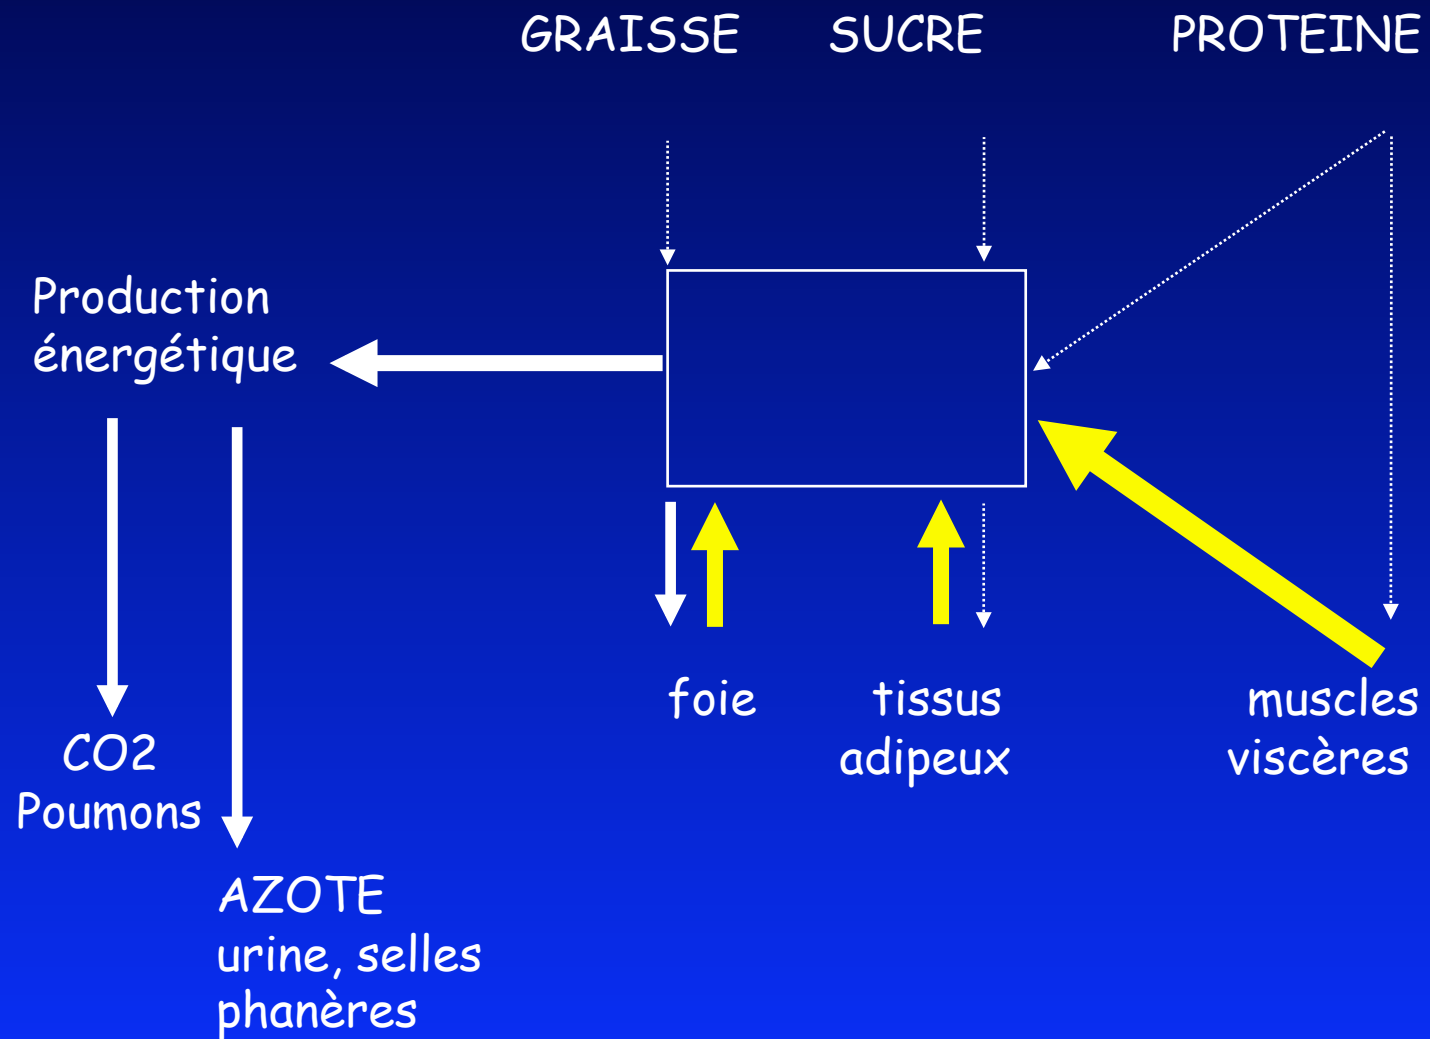 GRAISSE SUCRE PROTEINE
Production
énergétique
foie tissus muscles
adipeux viscères
CO2
Poumons
AZOTE
urine, selles
phanères